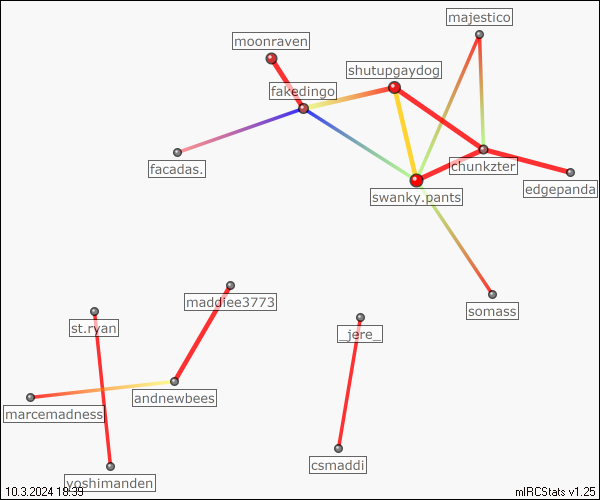 majestico
moonraven
shutupgaydog
fakedingo
facadas.
chunkzter
edgepanda
swanky.pants
maddiee3773
somass
st.ryan
_jere_
andnewbees
marcemadness
csmaddi
yoshimanden
10.3.2024 18:39
mIRCStats v1.25